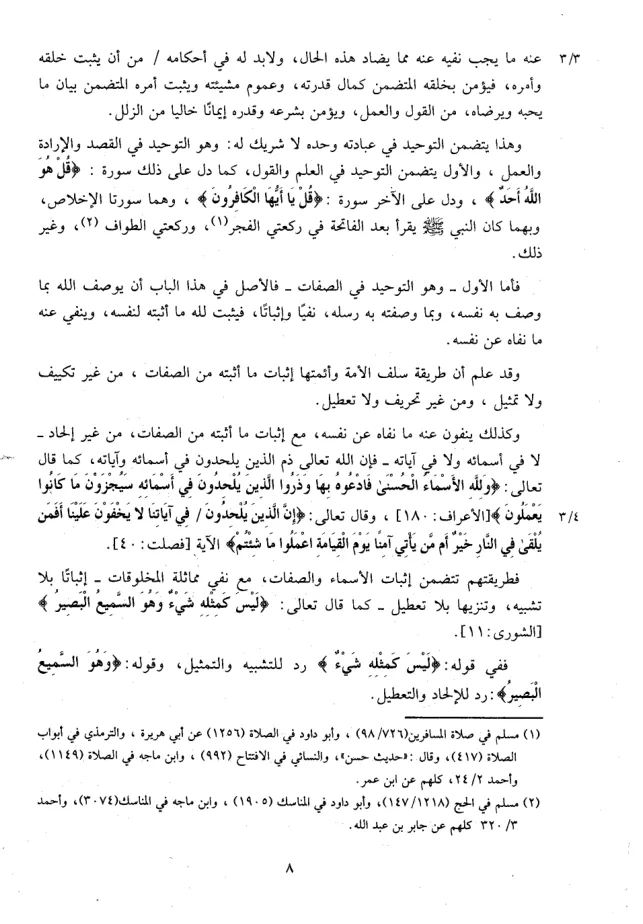 ٣/٣ عنه ما يجب نفيه عنه مما يضاد هذه الحال، ولابد له في أحكامه / من أن يثبت خلقه
وأمره، فيؤمن بخلقه المتضمن كمال قدرته، وعموم مشيئته ويثبت أمره المتضمن بيان ما
يحبه ويرضاه، من القول والعمل، ويؤمن بشرعه وقدره إيمانًا خاليا من الزلل.
وهذا يتضمن التوحيد في عبادته وحده لا شريك له: وهو التوحيد في القصد والإرادة
والعمل ، والأول يتضمن التوحيد في العلم والقول، كما دل على ذلك سورة : ﴿قُلْ هُوَ
اللَّهُ أَحَدٌ ﴾ ، ودل على الآخر سورة :﴿قُلْ يَا أَيُّهَا الْكَافِرُونَ ﴾ ، وهما سورتا الإخلاص،
وبهما كان النبي ﷺ يقرأ بعد الفاتحة في ركعتي الفجر(١)، وركعتي الطواف (٢)، وغير
ذلك.
فأما الأول ـ وهو التوحيد في الصفات ـ فالأصل في هذا الباب أن يوصف الله بما
وصف به نفسه، وبما وصفته به رسله، نفيًا وإثباتًا، فيثبت لله ما أثبته لنفسه، وينفي عنه
ما نفاه عن نفسه.
وقد علم أن طريقة سلف الأمة وأئمتها إثبات ما أثبته من الصفات ، من غير تكييف
ولا تمثيل ، ومن غير تحريف ولا تعطيل.
وكذلك ينفون عنه ما نفاه عن نفسه، مع إثبات ما أثبته من الصفات، من غير إلحاد ـ
لا في أسمائه ولا في آياته ـ فإن الله تعالى ذم الذين يلحدون في أسمائه وآياته، كما قال
تعالى: ﴿وَلِلَّهِ الأَسْمَاءُ الْحُسْنَىٰ فَادْعُوهُ بِهَا وَذَرُوا الَّذِينَ يُلْحِدُونَ فِي أَسْمَائِهِ سَيُجْزَوْنَ مَا كَانُوا
٣/٤ يَعْمَلُونَ ﴾[الأعراف: ١٨٠] ، وقال تعالى: ﴿إِنَّ الَّذِينَ يُلْحِدُونَ / فِي آيَاتِنَا لا يَخْفَوْنَ عَلَيْنَا أَفَمَن
يُلْقَىٰ فِي النَّارِ خَيْرٌ أَم مَّن يَأْتِي آمِنًا يَوْمَ الْقِيَامَةِ اعْمَلُوا مَا شِئْتُمْ﴾ الآية [فصلت: ٤٠].
فطريقتهم تتضمن إثبات الأسماء والصفات، مع نفي مماثلة المخلوقات ـ إثباتًا بلا
تشبيه، وتنزيها بلا تعطيل ـ كما قال تعالى: ﴿لَيْسَ كَمِثْلِهِ شَيْءٌ وَهُوَ السَّمِيعُ الْبَصِيرُ ﴾
[الشورى:١١].
ففي قوله: ﴿لَيْسَ كَمِثْلِهِ شَيْءٌ ﴾ رد للتشبيه والتمثيل، وقوله: ﴿وَهُوَ السَّمِيعُ
الْبَصِيرُ﴾: رد للإلحاد والتعطيل.
(١) مسلم في صلاة المسافرين(٩٨/٧٢٦) ، وأبو داود في الصلاة (١٢٥٦) عن أبي هريرة ، والترمذي في أبواب
الصلاة (٤١٧)، وقال : «حديث حسن»، والنسائي في الافتتاح (٩٩٢) ، وابن ماجه في الصلاة (١١٤٩)،
وأحمد ٢٤/٢، كلهم عن ابن عمر.
(٢) مسلم في الحج (١٤٧/١٢١٨)، وأبو داود في المناسك (١٩٠٥) ، وابن ماجه في المناسك(٣٠٧٤)، وأحمد
٣/ ٣٢٠ كلهم عن جابر بن عبد الله.
٨